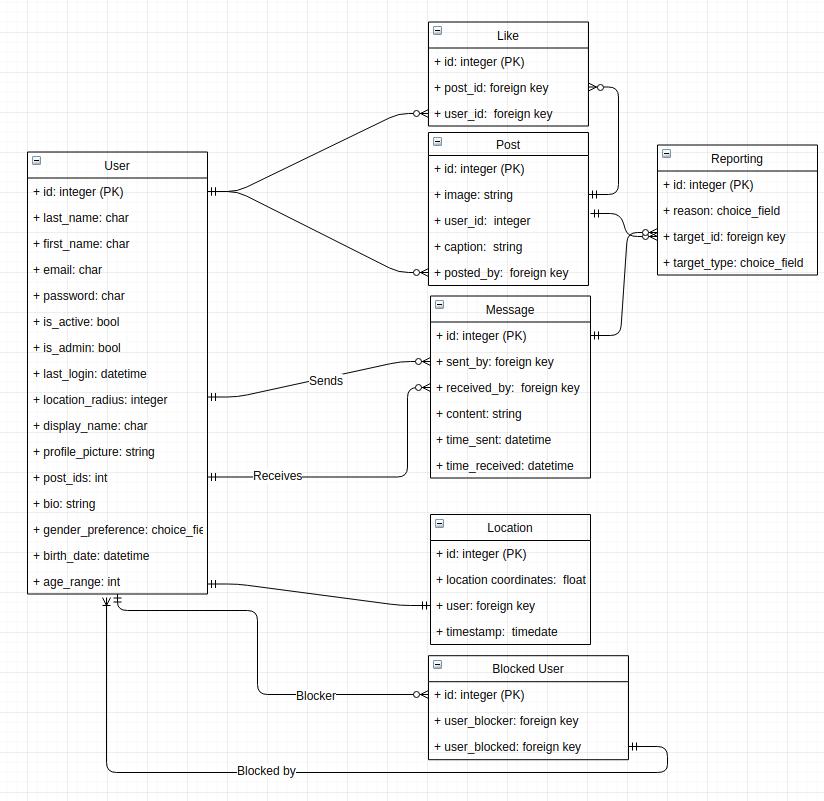 User
+ id: integer (PK)
+ last_name: char
+ first_name: char
+ email: char
+ password: char
+ is_active: bool
+ is_admin: bool
+ last_login: datetime
+ location_radius: integer
+ display_name: char
+ profile_picture: string
+ post_ids: int
+ bio: string
+ gender_preference: choice_fie
+ birth_date: datetime
+ age_range: int
Like
+ id: integer (PK)
+ post_id: foreign key
+ user_id:  foreign key
Post
+ id: integer (PK)
+ image: string
+ user_id:  integer
+ caption:  string
+ posted_by:  foreign key
Reporting
+ id: integer (PK)
+ reason: choice_field
+ target_id: foreign key
+ target_type: choice_field
Message
+ id: integer (PK)
+ sent_by: foreign key
+ received_by:  foreign key
+ content: string
+ time_sent: datetime
+ time_received: datetime
Sends
Receives
Location
+ id: integer (PK)
+ location coordinates:  float
+ user: foreign key
+ timestamp:  timedate
Blocked User
+ id: integer (PK)
+ user_blocker: foreign key
+ user_blocked: foreign key
Blocker
Blocked by